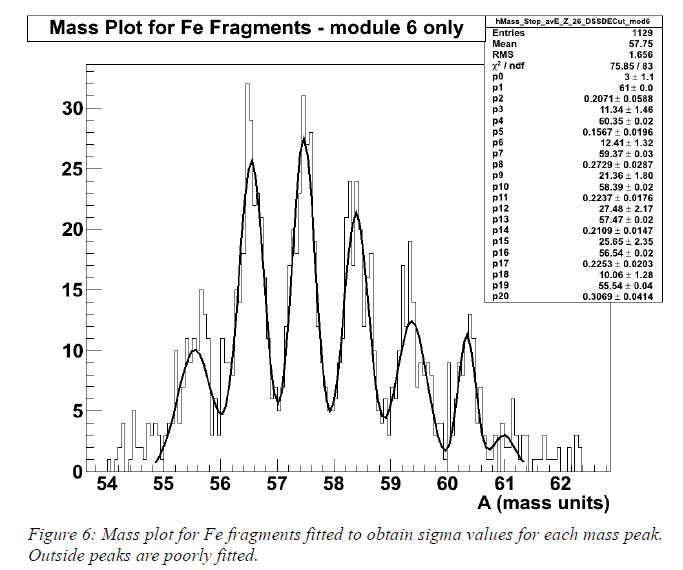 Mass Plot for Fe Fragments - module 6 only
hMass_Stop_avE_Z_26_DSSDECut_mod6
Entries 1129
Mean 57.75
RMS 1.656
χ² / ndf 75.85 / 83
p0 3 ± 1.1
p1 61± 0.0
p2 0.2071± 0.0588
p3 11.34 ± 1.46
p4 60.35 ± 0.02
p5 0.1567 ± 0.0196
p6 12.41 ± 1.32
p7 59.37 ± 0.03
p8 0.2729 ± 0.0287
p9 21.36 ± 1.80
p10 58.39 ± 0.02
p11 0.2237 ± 0.0176
p12 27.48 ± 2.17
p13 57.47 ± 0.02
p14 0.2109 ± 0.0147
p15 25.65 ± 2.35
p16 56.54 ± 0.02
p17 0.2253 ± 0.0203
p18 10.06 ± 1.28
p19 55.54 ± 0.04
p20 0.3069 ± 0.0414
30
25
20
15
10
5
0
54 55 56 57 58 59 60 61 62
A (mass units)
Figure 6: Mass plot for Fe fragments fitted to obtain sigma values for each mass peak.
Outside peaks are poorly fitted.